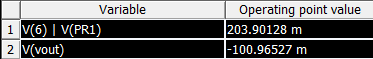 Variable Operating point value
1 V(6) | V(PR1) 203.90128 m
2 V(vout) -100.96527 m